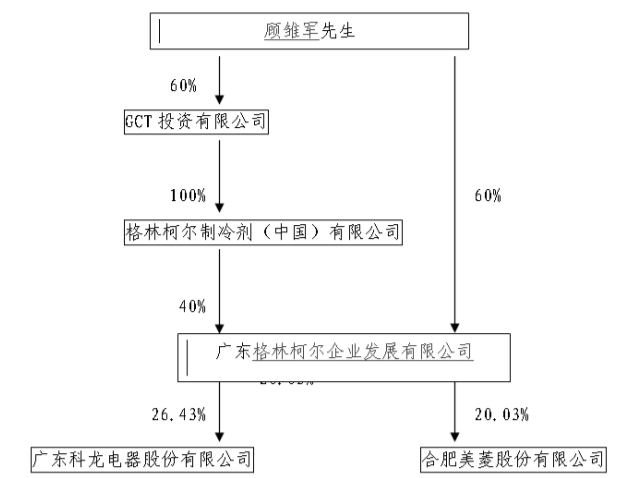 顾雏军先生
60%
GCT 投资有限公司
100%
60%
格林柯尔制冷剂（中国）有限公司
40%
广东格林柯尔企业发展有限公司
26.43%
20.03%
广东科龙电器股份有限公司
合肥美菱股份有限公司